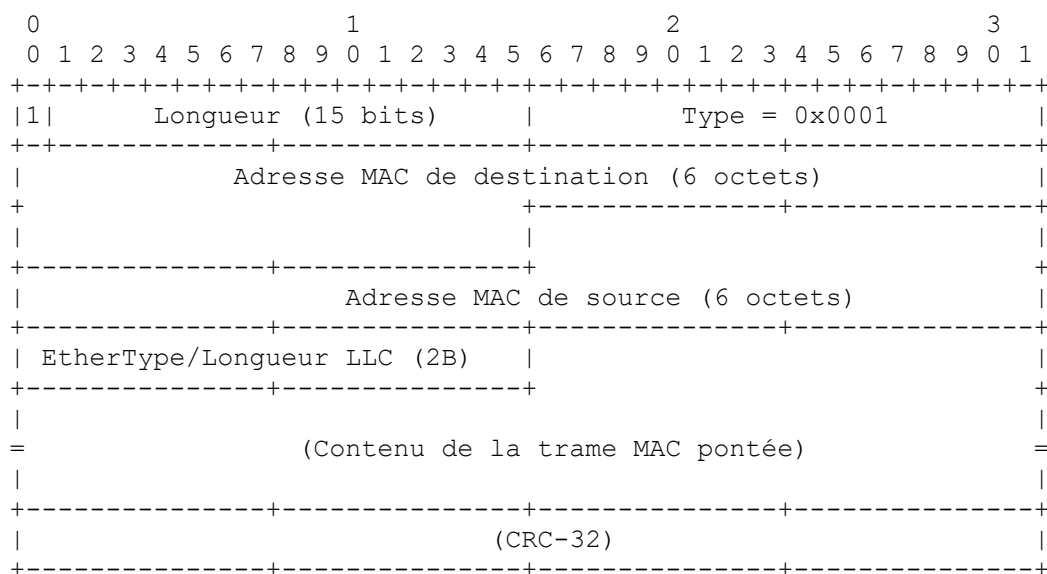 0                   1                   2                   3
 0 1 2 3 4 5 6 7 8 9 0 1 2 3 4 5 6 7 8 9 0 1 2 3 4 5 6 7 8 9 0 1
+-+-+-+-+-+-+-+-+-+-+-+-+-+-+-+-+-+-+-+-+-+-+-+-+-+-+-+-+-+-+-+-+
|1|      Longueur (15 bits)     |         Type = 0x0001         |
+-+-------------+---------------+---------------+---------------+
|             Adresse MAC de destination (6 octets)             |
+                               +---------------+---------------+
|                               |                               |
+---------------+---------------+                               +
|                    Adresse MAC de source (6 octets)           |
+---------------+---------------+---------------+---------------+
| EtherType/Longueur LLC (2B)   |                               |
+---------------+---------------+                               +
|                                                               |
=                 (Contenu de la trame MAC pontée)              =
|                                                               |
+---------------+---------------+---------------+---------------+
|                             (CRC-32)                          |
+---------------+---------------+---------------+---------------+